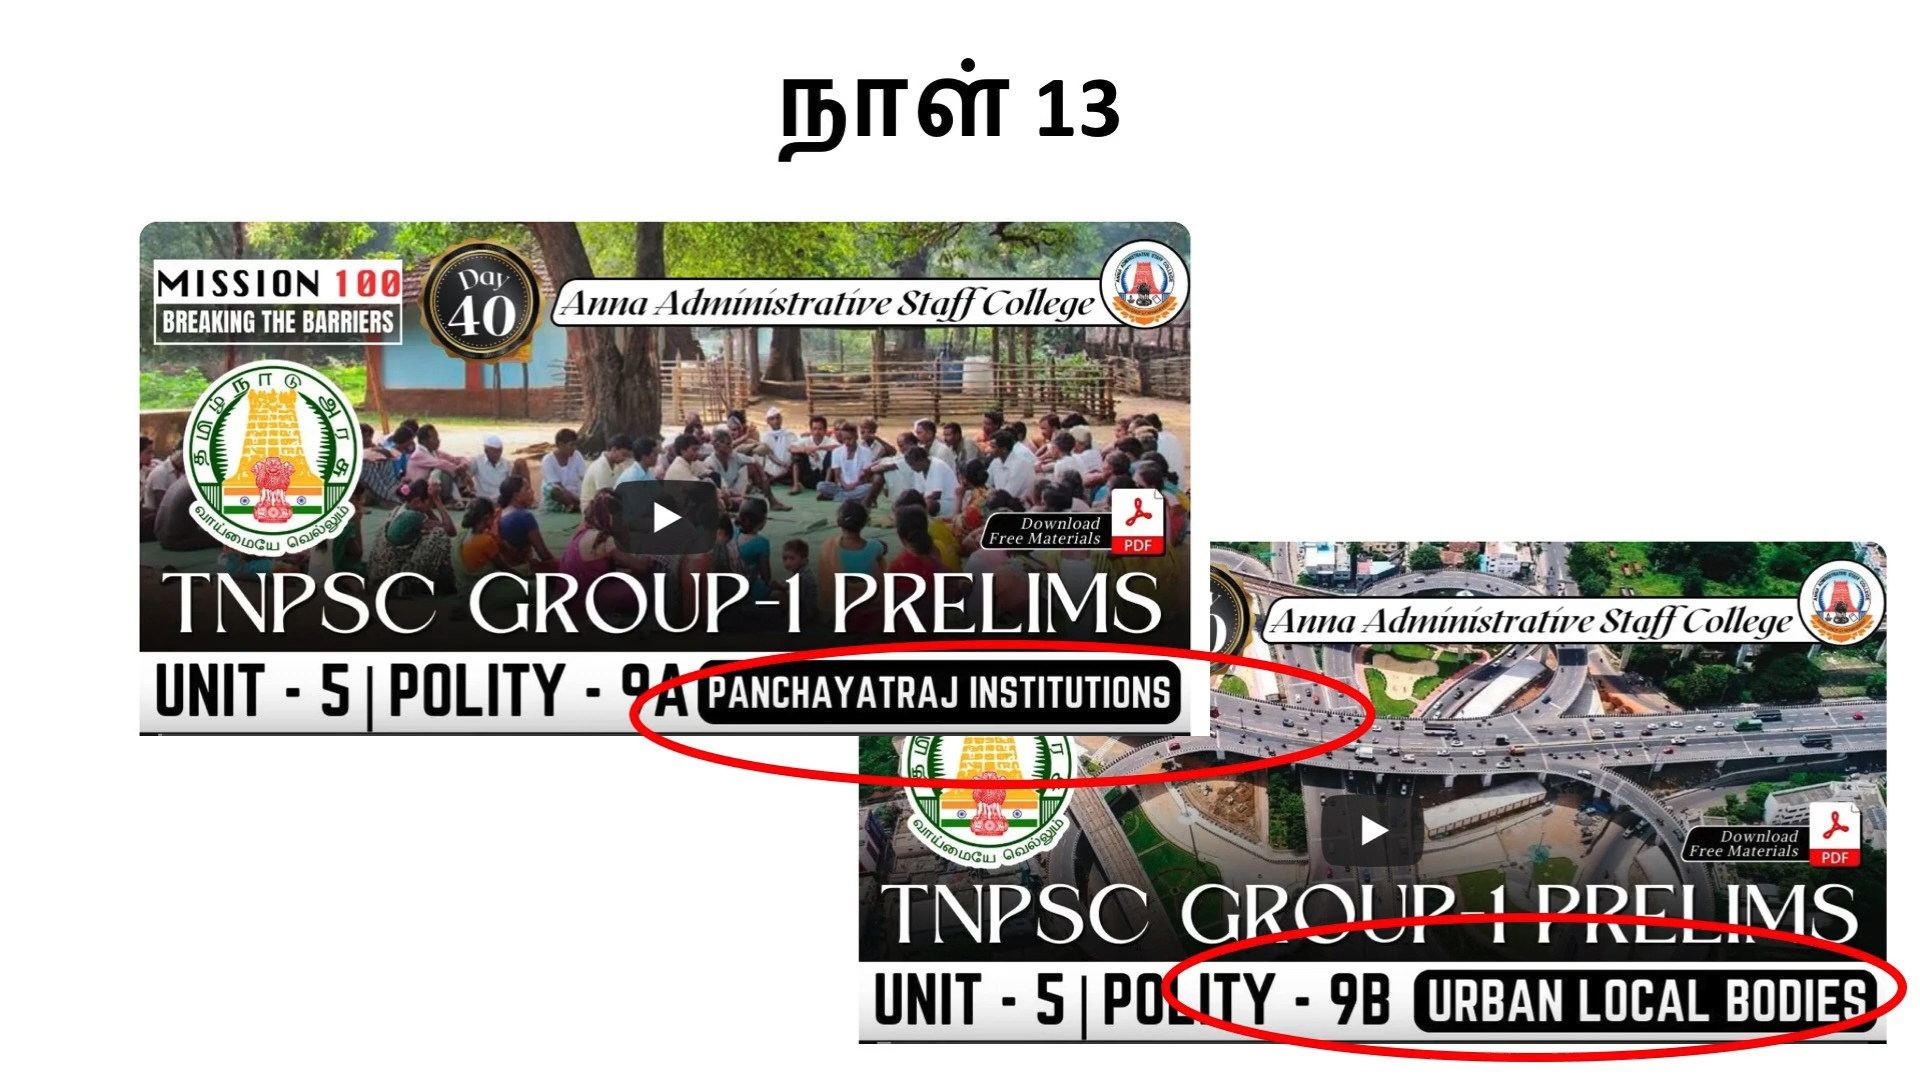 நாள் 13
MISSION 100
BREAKING THE BARRIERS
Day
40
Anna Administrative Staff College
தமிழ்நாடு அரசு
வாய்மையே வெல்லும்
Download
Free Materials
PDF
TNPSC GROUP-1 PRELIMS
UNIT - 5 | POLITY - 9A PANCHAYATRAJ INSTITUTIONS
Anna Administrative Staff College
வாய்மையே வெல்லும்
Download
Free Materials
PDF
TNPSC GROUP-1 PRELIMS
UNIT - 5 | POLITY - 9B URBAN LOCAL BODIES